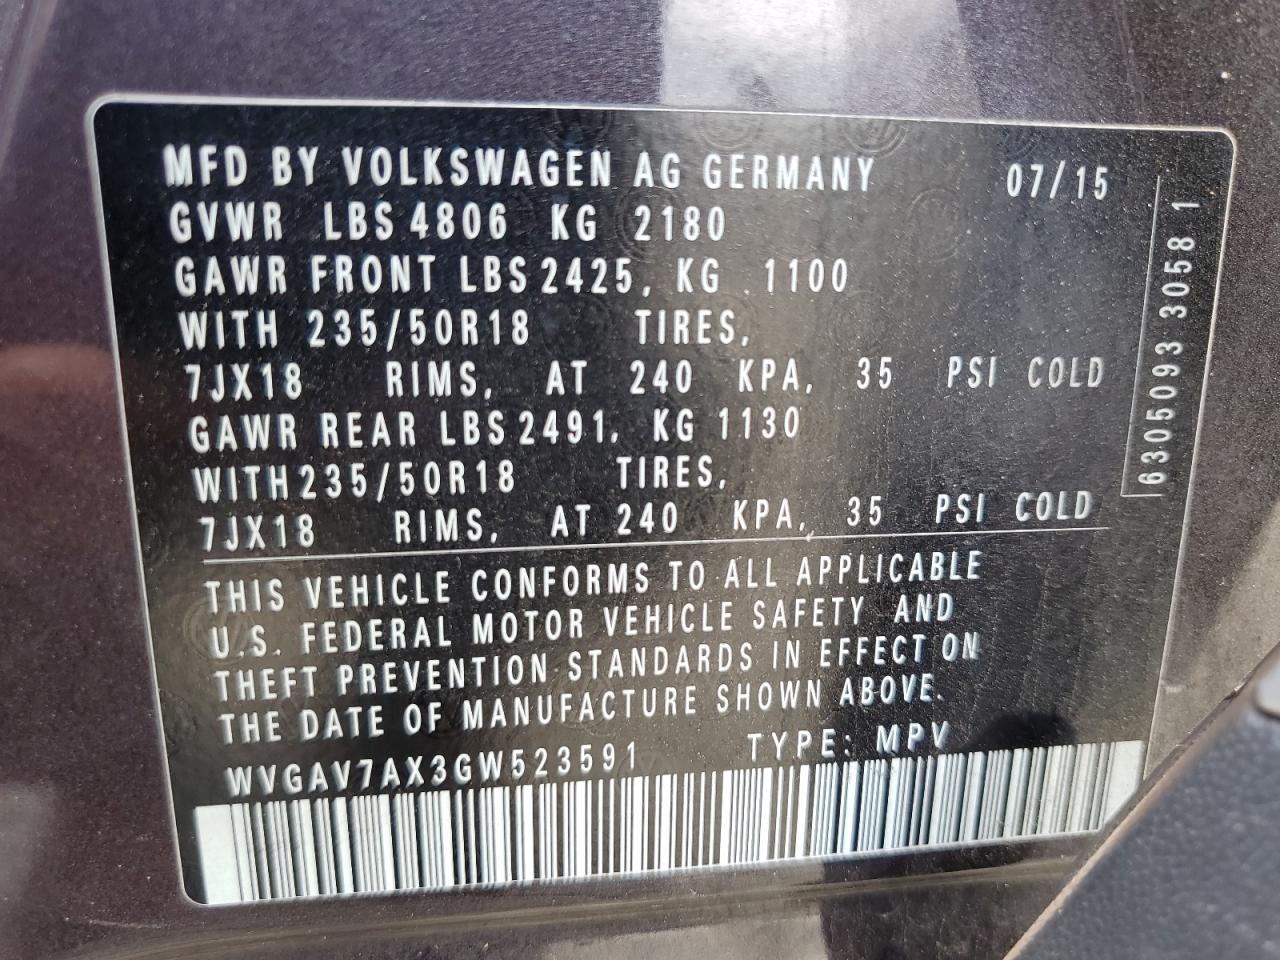 MFD BY VOLKSWAGEN AG GERMANY 07/15
GVWR LBS 4806 KG 2180
GAWR FRONT LBS 2425, KG 1100
WITH 235/50R18 TIRES,
7JX18 RIMS, AT 240 KPA, 35 PSI COLD
GAWR REAR LBS 2491, KG 1130
WITH 235/50R18 TIRES,
7JX18 RIMS, AT 240 KPA, 35 PSI COLD
THIS VEHICLE CONFORMS TO ALL APPLICABLE
U.S. FEDERAL MOTOR VEHICLE SAFETY AND
THEFT PREVENTION STANDARDS IN EFFECT ON
THE DATE OF MANUFACTURE SHOWN ABOVE.
WVGAV7AX3GW523591 TYPE: MPV
6305093 3058 1